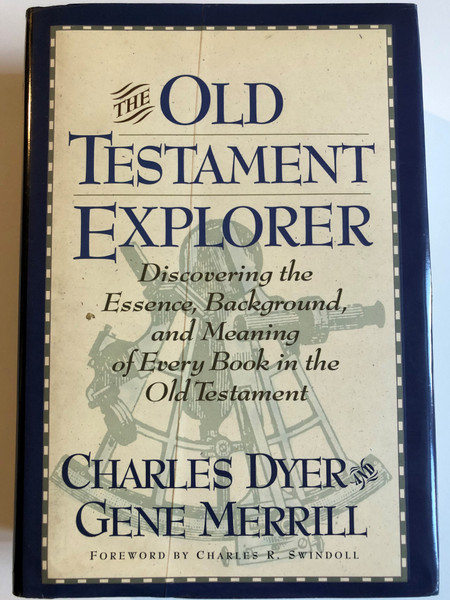 THE OLD
TESTAMENT
EXPLORER
Discovering the
Essence, Background,
and Meaning
of Every Book in the
Old Testament
CHARLES DYER AND
GENE MERRILL
FOREWORD BY CHARLES R. SWINDOLL